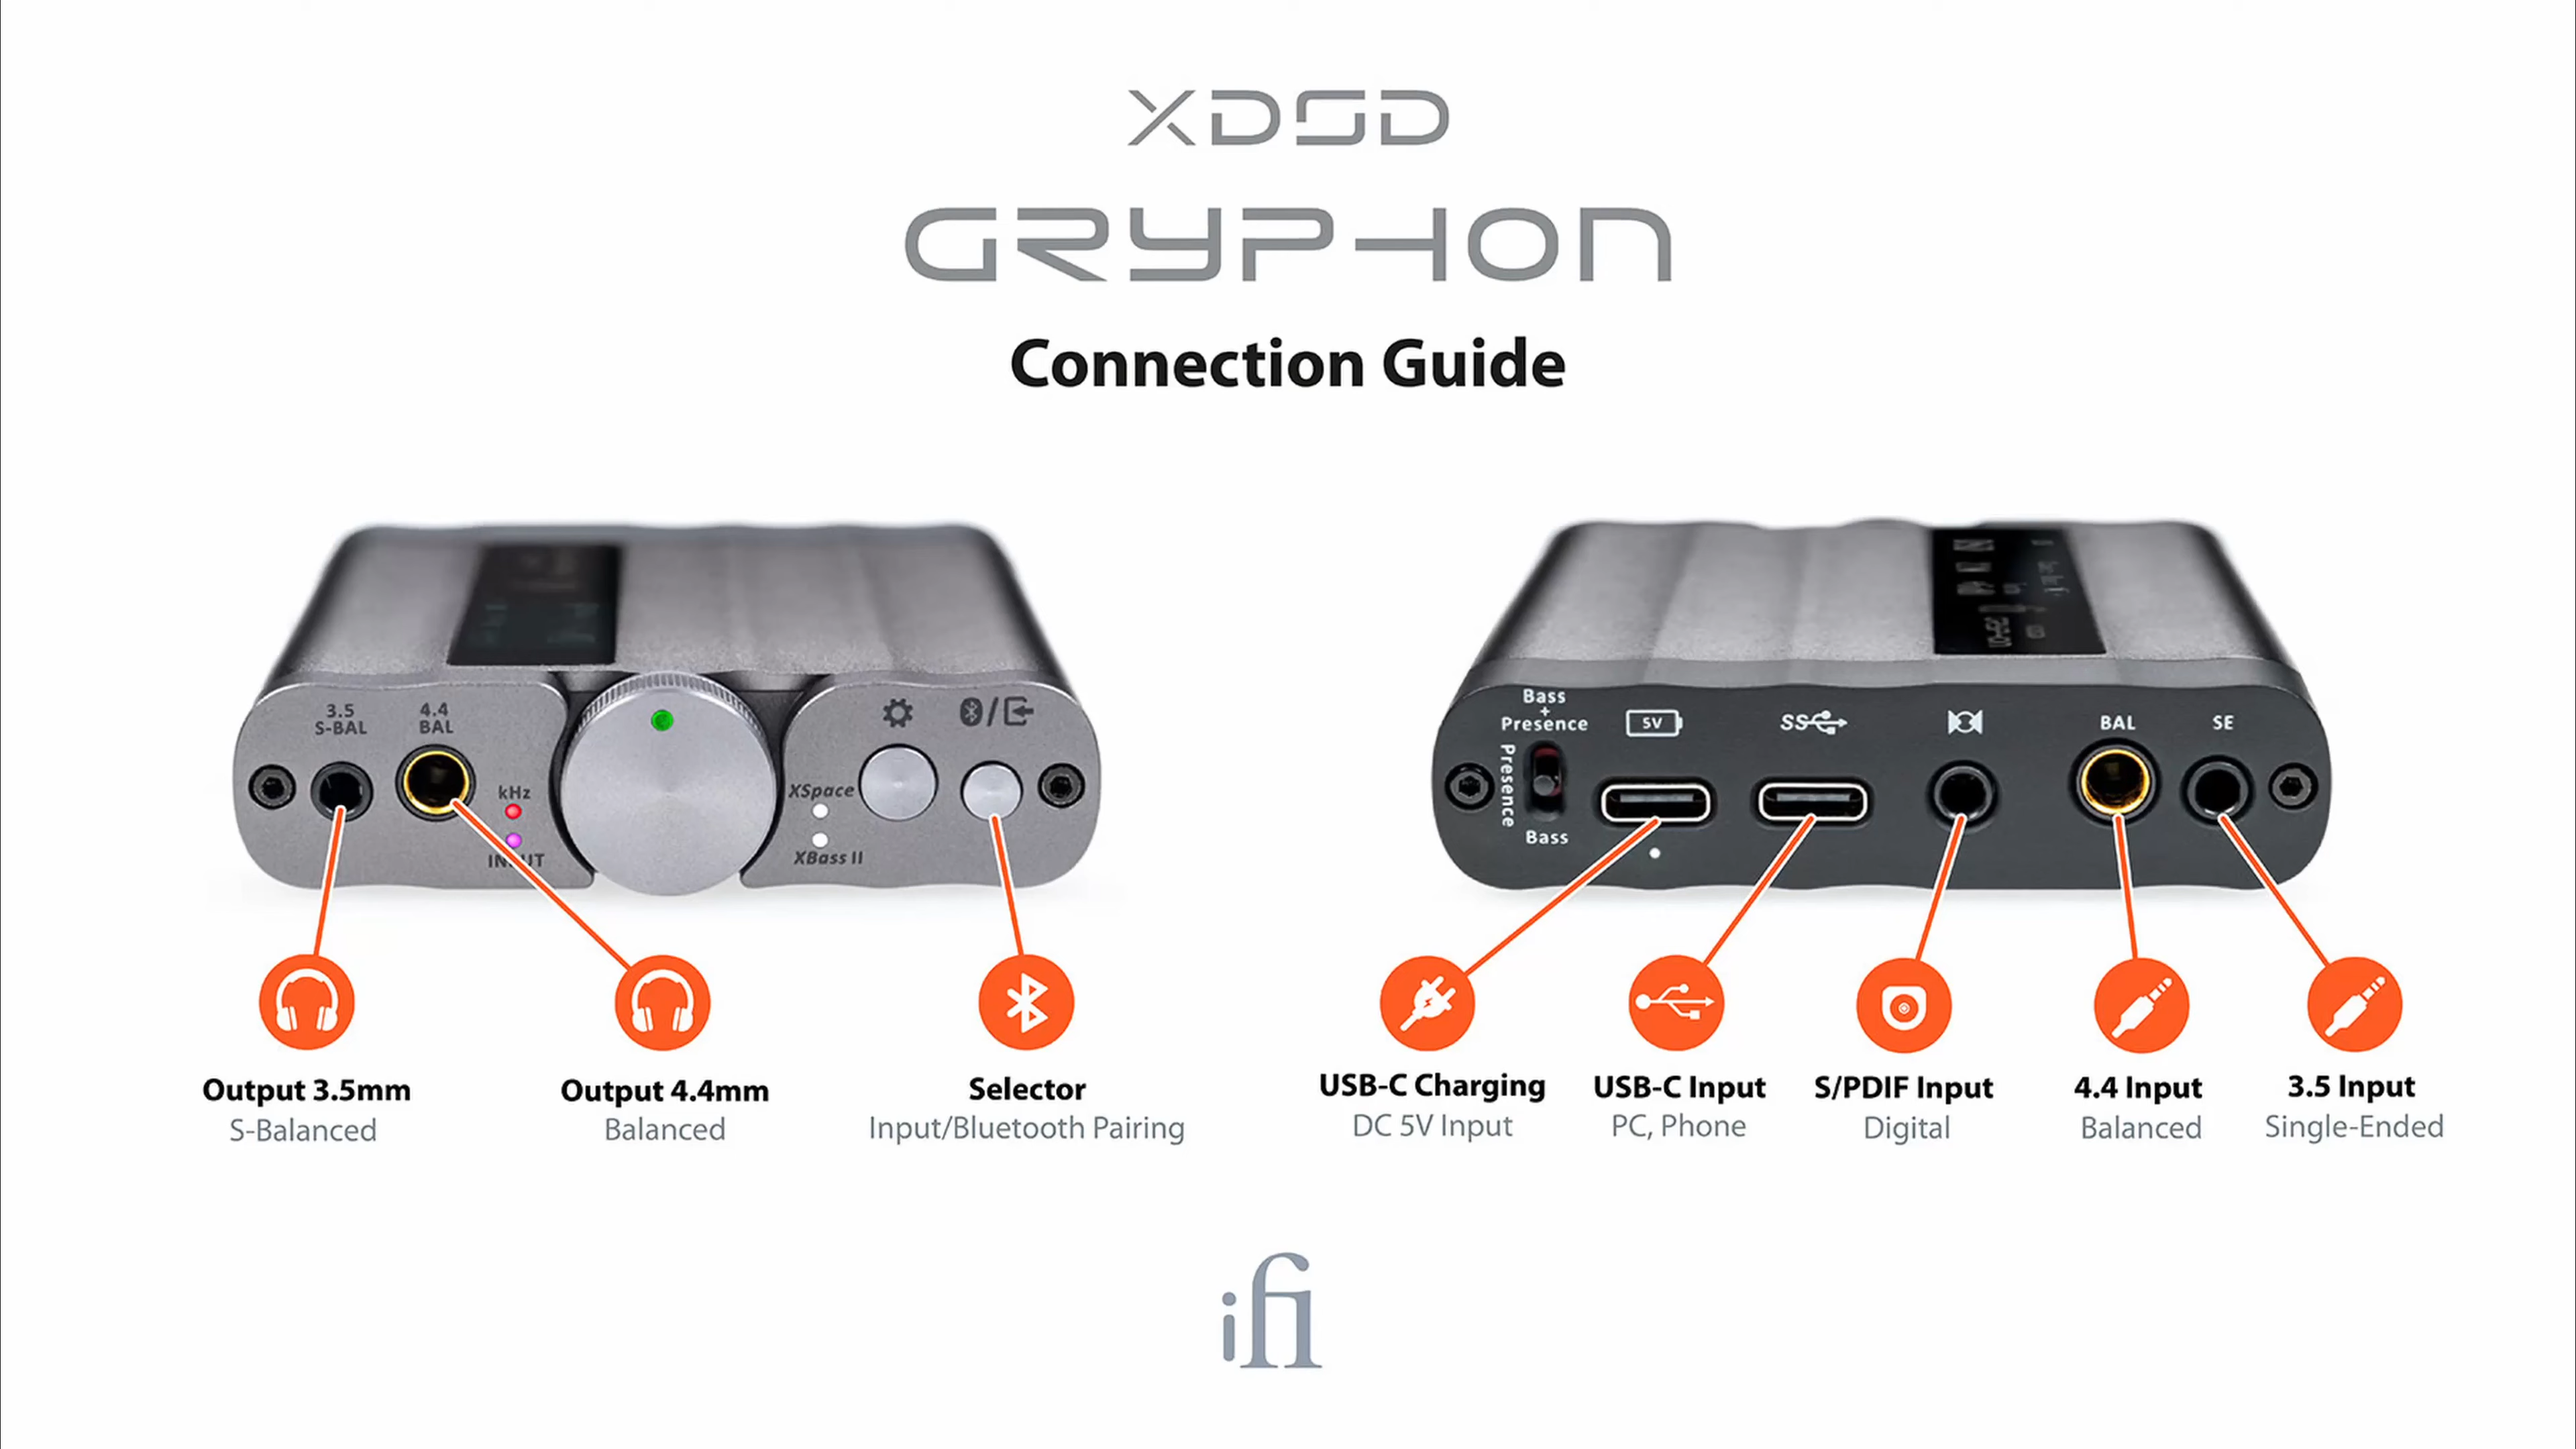 XDSD
GRYPHON
Connection Guide
3.5
S-BAL
4.4
BAL
kHz
INPUT
XSpace
XBass II
Bass
+
Presence
Presence
Bass
5V
SS
BAL
SE
Output 3.5mm
S-Balanced
Output 4.4mm
Balanced
Selector
Input/Bluetooth Pairing
USB-C Charging
DC 5V Input
USB-C Input
PC, Phone
S/PDIF Input
Digital
4.4 Input
Balanced
3.5 Input
Single-Ended
ifi